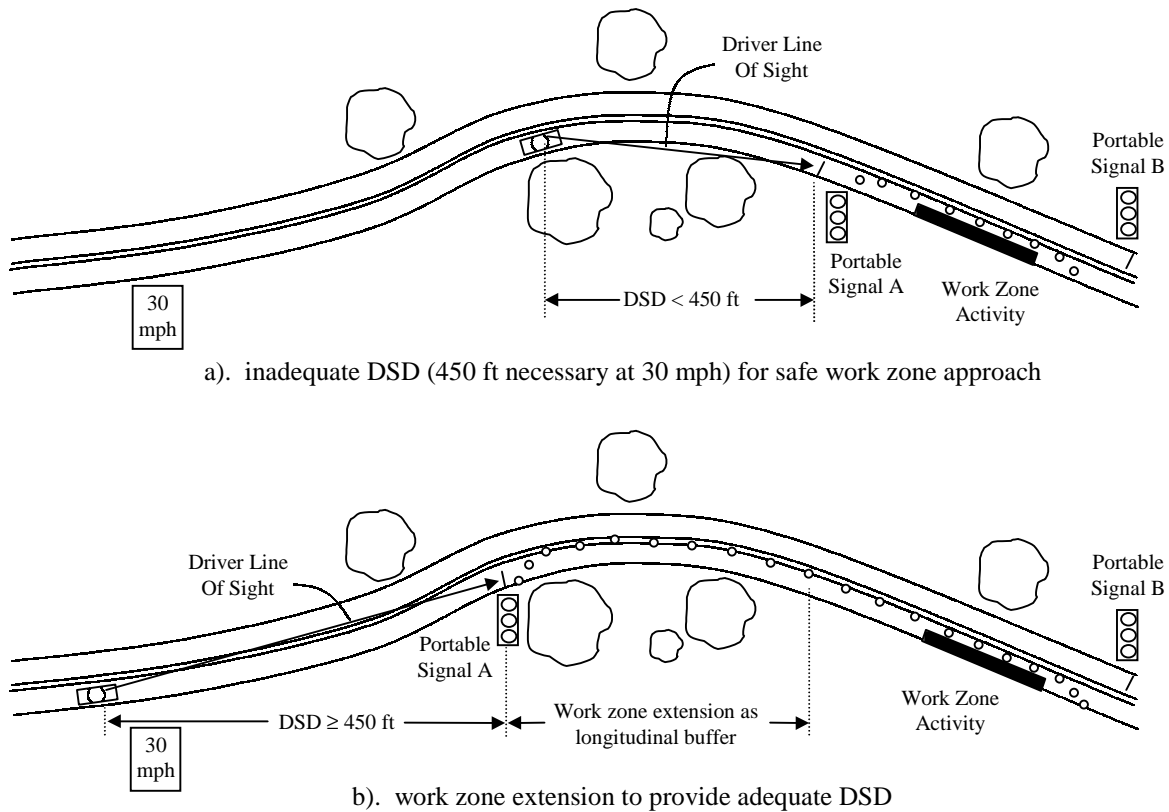 Driver Line
Of Sight
Portable
Signal B
Portable
Signal A
Work Zone
Activity
30
mph
DSD < 450 ft
a). inadequate DSD (450 ft necessary at 30 mph) for safe work zone approach
Driver Line
Of Sight
Portable
Signal B
Portable
Signal A
Work Zone
Activity
DSD ≥ 450 ft
Work zone extension as
longitudinal buffer
30
mph
b). work zone extension to provide adequate DSD